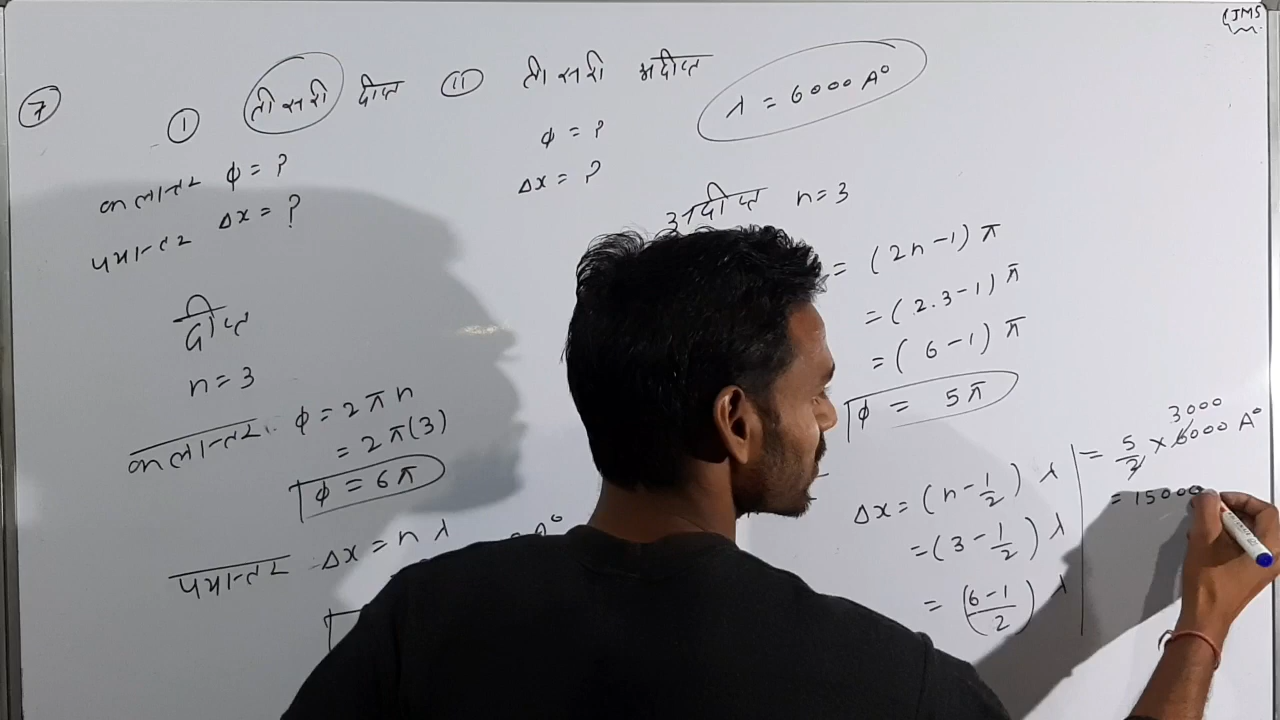 JMS
7
I तीसरी दीप्त II तीसरी अदीप्त λ = 6000 A°
कलान्तर ϕ = ?
पथान्तर Δx = ?
ϕ = ?
Δx = ?
दीप्त
n = 3
कलान्तर ϕ = 2πn
= 2π(3)
ϕ = 6π
पथान्तर Δx = nλ
A°
अदीप्त n = 3
= (2n-1)π
= (2.3-1)π
= (6-1)π
ϕ = 5π
Δx = (n-1/2)λ
= (3-1/2)λ
= (6-1/2)λ
3000
= 5/2 × 6000 A°
= 15000